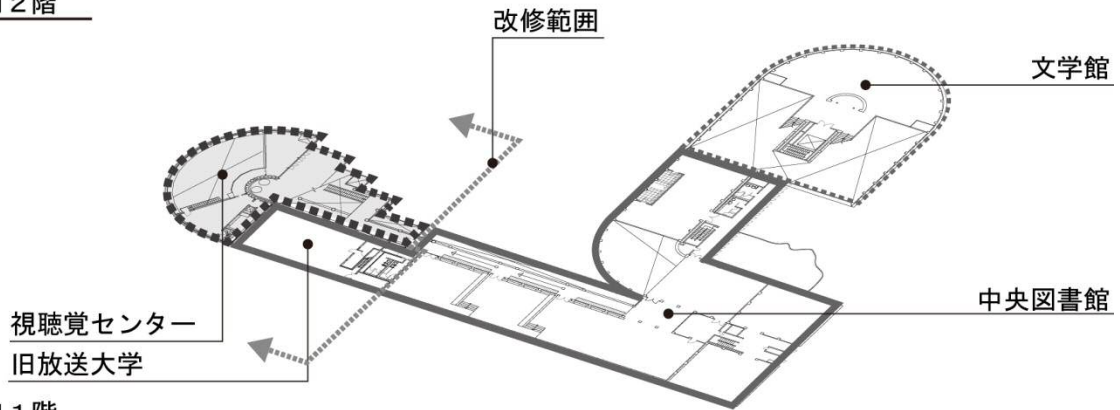 2階
改修範囲
文学館
中央図書館
視聴覚センター
旧放送大学
1階